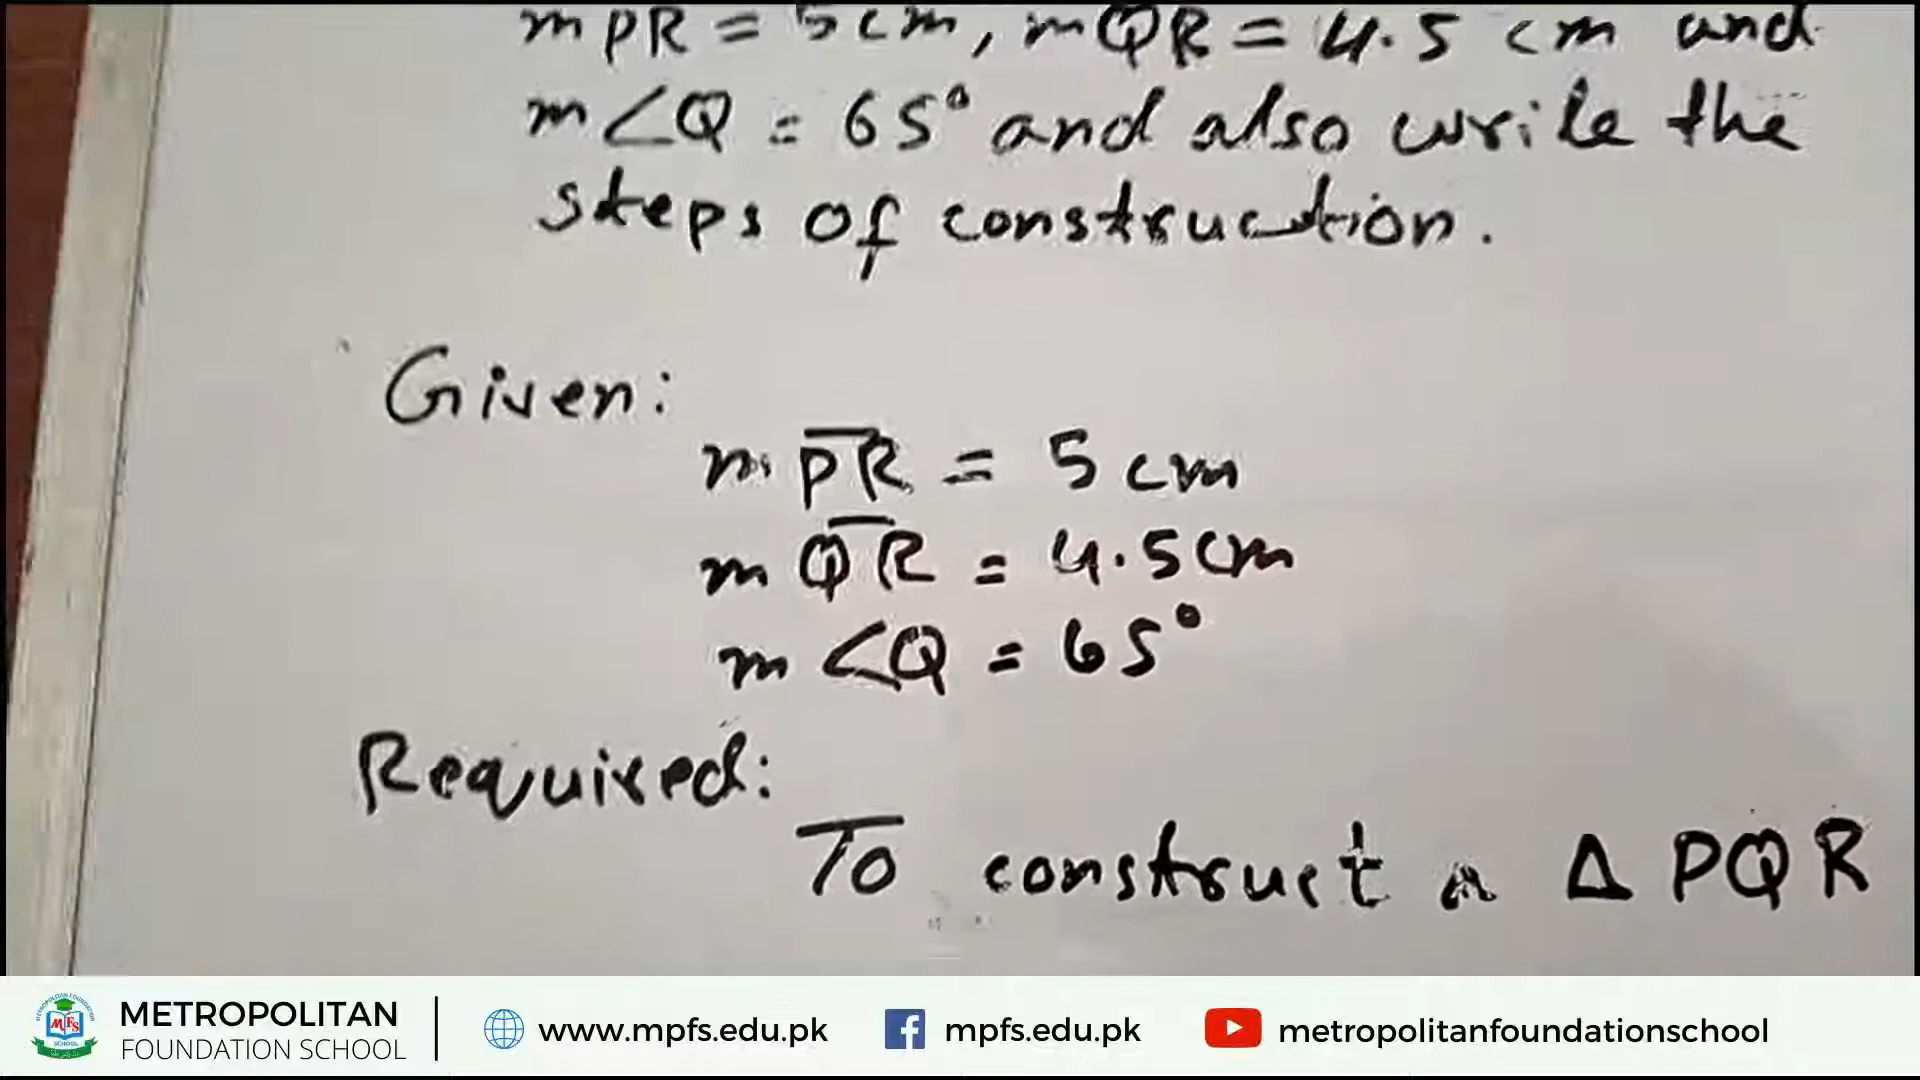 m PR = 5 cm, m QR = 4.5 cm and
m∠Q = 65° and also write the
steps of construction.
Given:
m PR = 5 cm
m QR = 4.5 cm
m ∠Q = 65°
Required:
To construct a Δ PQR
MFS
METROPOLITAN
FOUNDATION SCHOOL
www.mpfs.edu.pk
mpfs.edu.pk
metropolitanfoundationschool